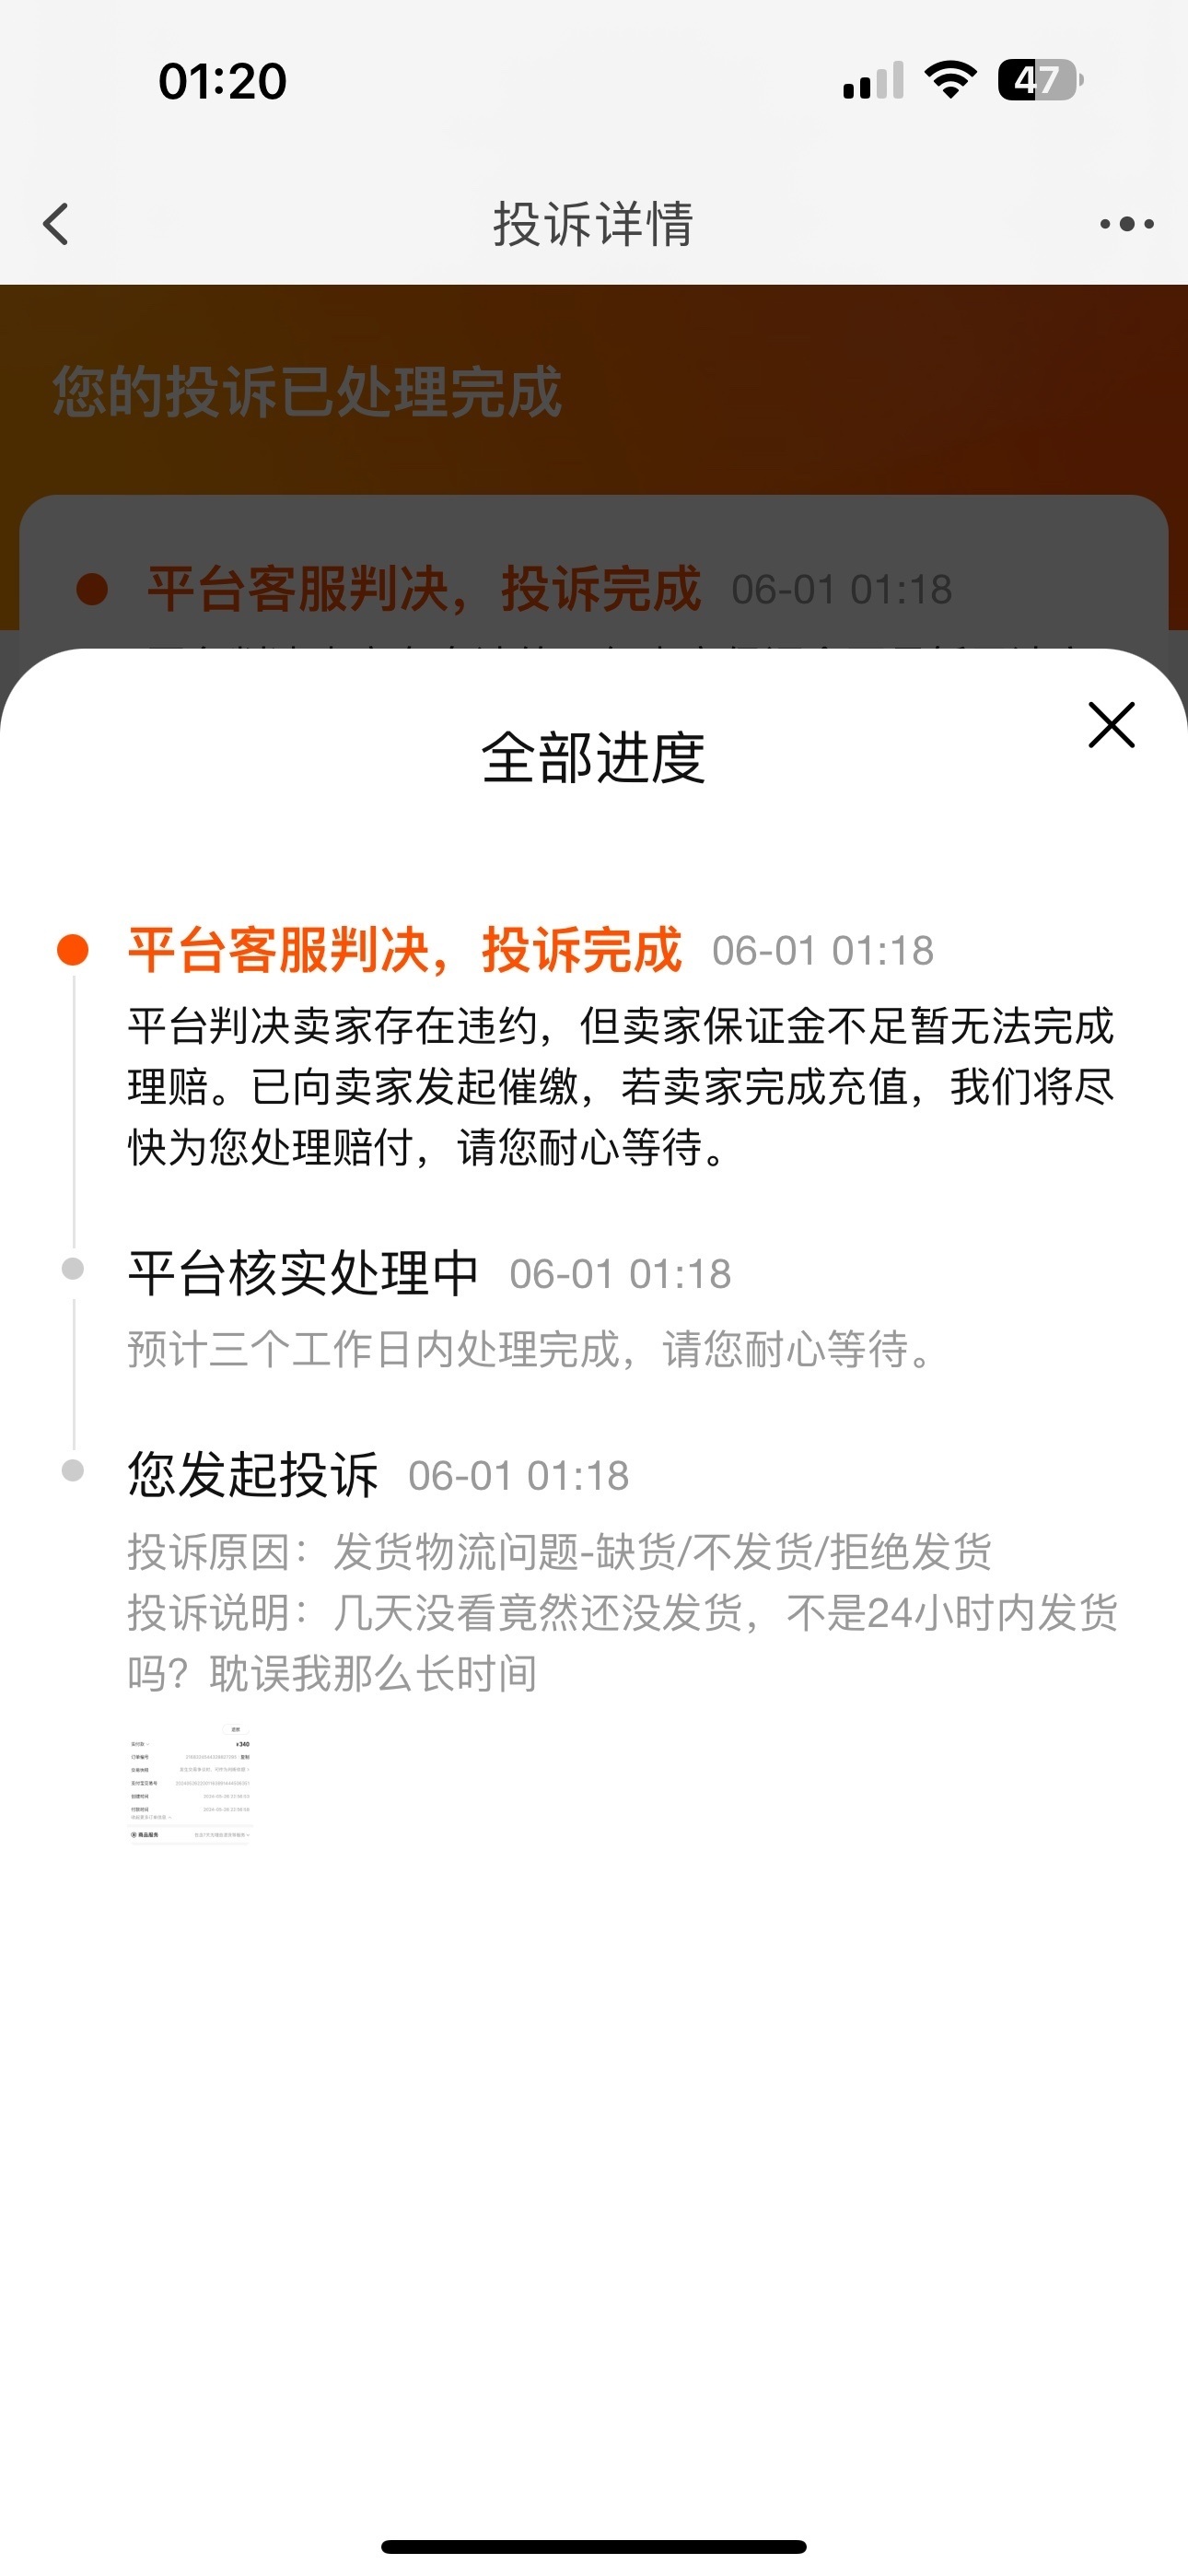 01:20
47
投诉详情
您的投诉已处理完成
平台客服判决，投诉完成 06-01 01:18
全部进度
平台客服判决，投诉完成 06-01 01:18
平台判决卖家存在违约，但卖家保证金不足暂无法完成
理赔。已向卖家发起催缴，若卖家完成充值，我们将尽
快为您处理赔付，请您耐心等待。
平台核实处理中 06-01 01:18
预计三个工作日内处理完成，请您耐心等待。
您发起投诉 06-01 01:18
投诉原因：发货物流问题-缺货/不发货/拒绝发货
投诉说明：几天没看竟然还没发货，不是24小时内发货
吗？耽误我那么长时间
¥340
订单编号
商品服务